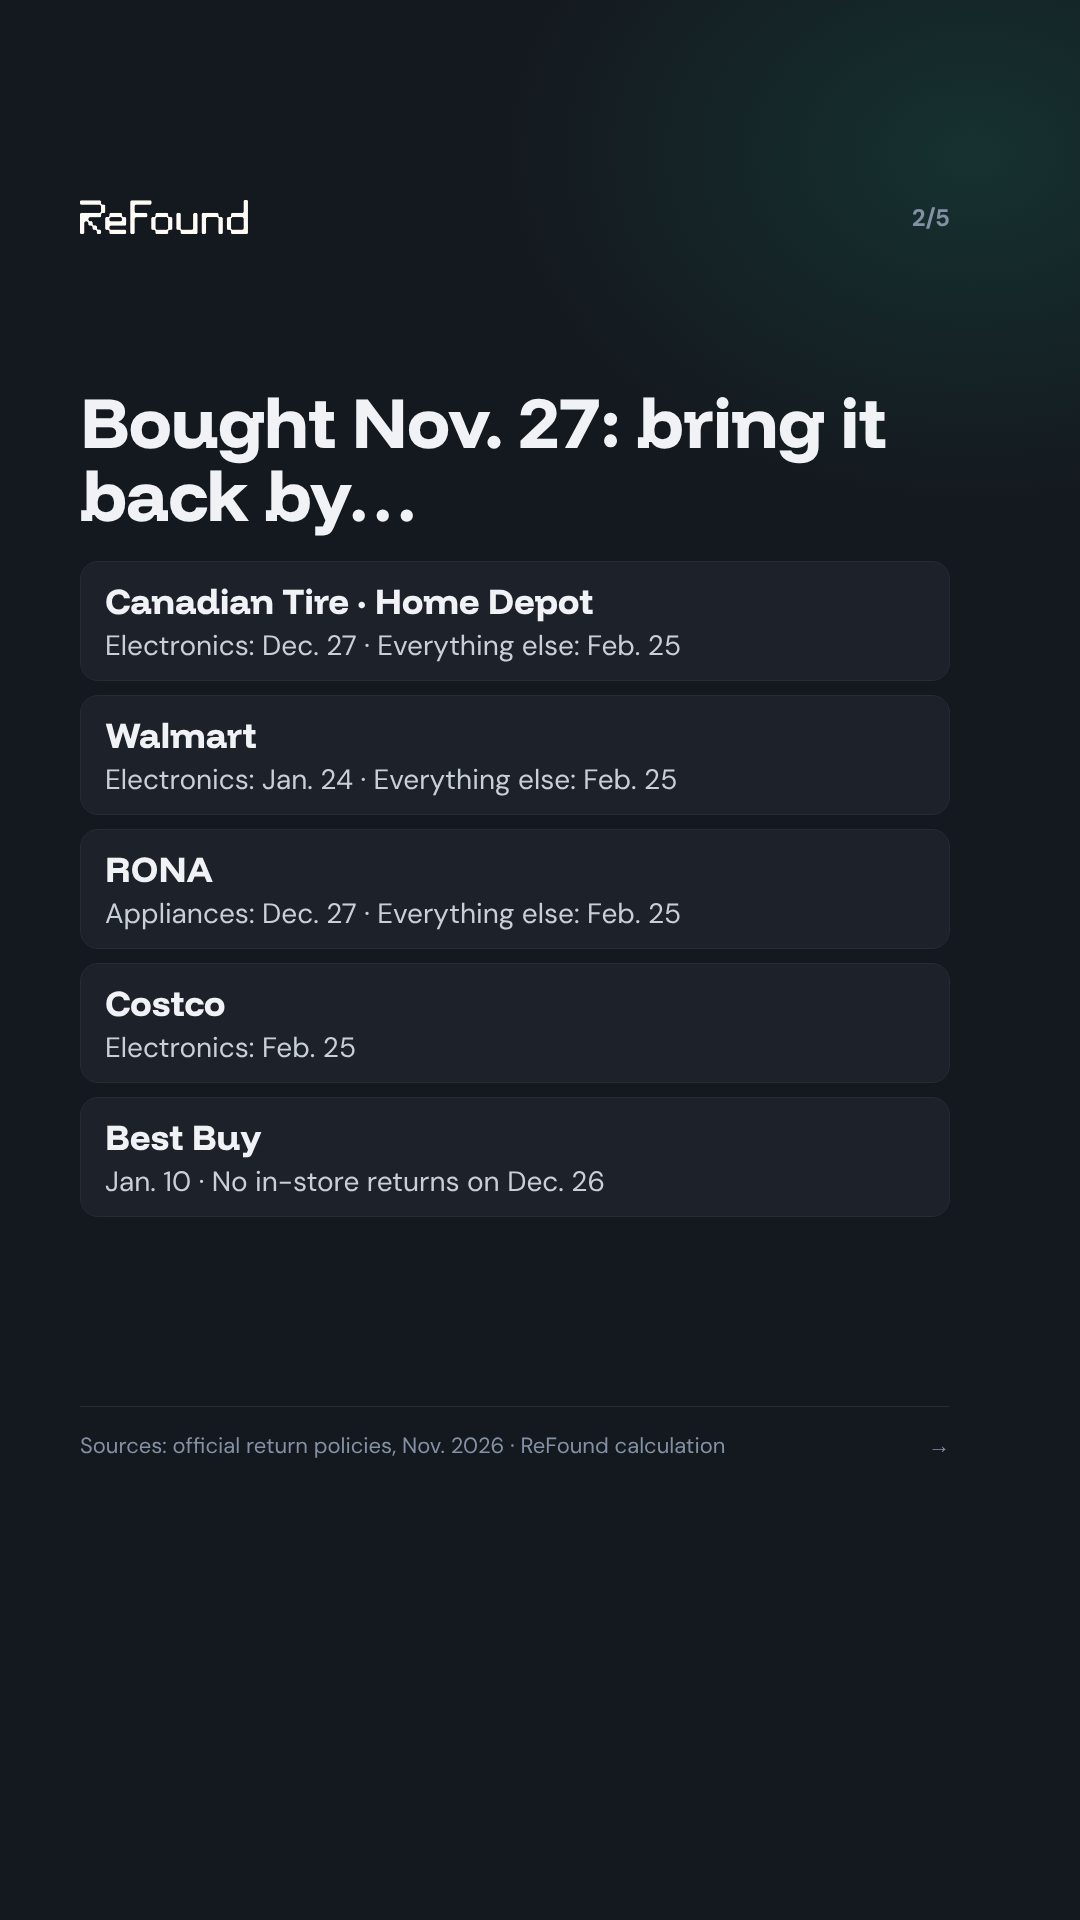 ReFound
2/5
Bought Nov. 27: bring it
back by…
Canadian Tire · Home Depot
Electronics: Dec. 27 · Everything else: Feb. 25
Walmart
Electronics: Jan. 24 · Everything else: Feb. 25
RONA
Appliances: Dec. 27 · Everything else: Feb. 25
Costco
Electronics: Feb. 25
Best Buy
Jan. 10 · No in-store returns on Dec. 26
Sources: official return policies, Nov. 2026 · ReFound calculation →